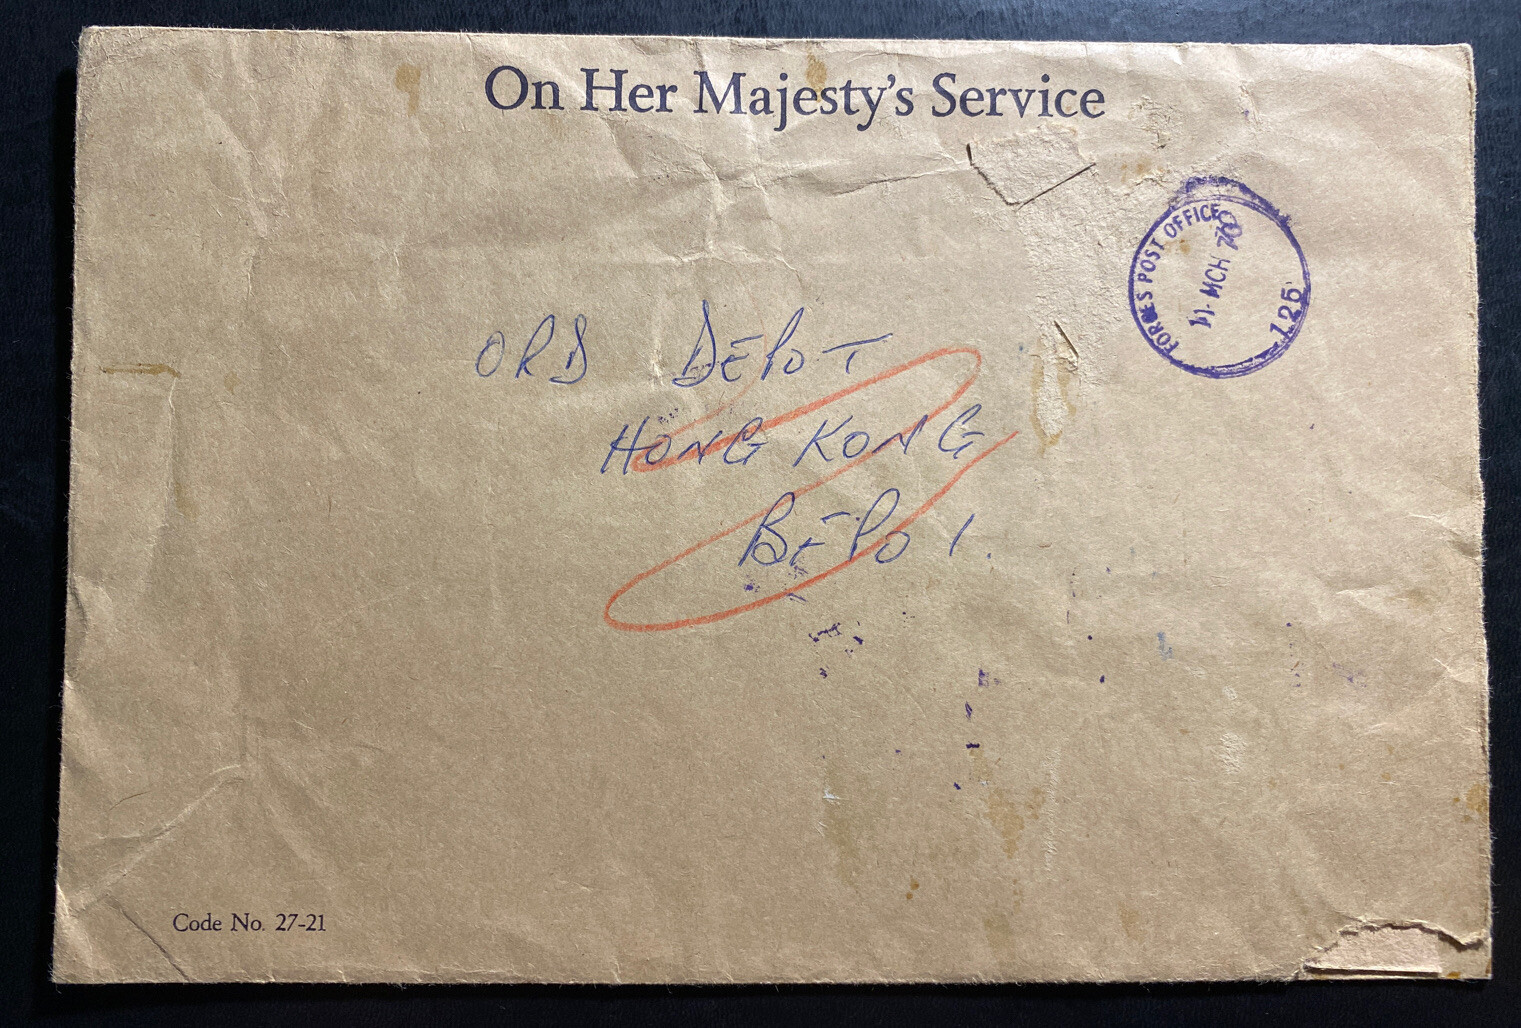 On Her Majesty's Service
FORCES POST OFFICE
11 MCH 70
125
ORD DEPOT
HONG KONG
BĒPO 1.
Code No. 27-21